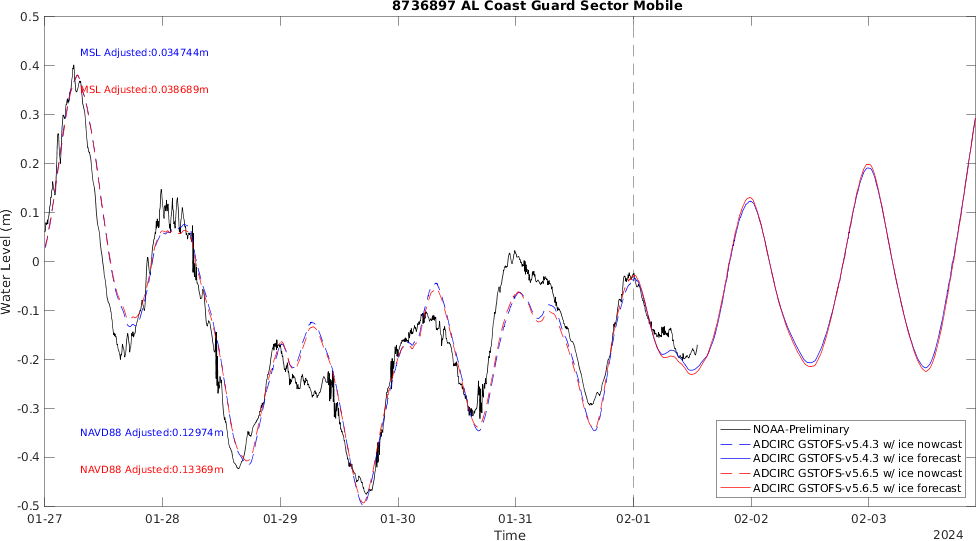 8736897 AL Coast Guard Sector Mobile
0.5
0.4
0.3
0.2
0.1
0
-0.1
-0.2
-0.3
-0.4
-0.5
Water Level (m)
MSL Adjusted:0.034744m
MSL Adjusted:0.038689m
NAVD88 Adjusted:0.12974m
NAVD88 Adjusted:0.13369m
NOAA-Preliminary
ADCIRC GSTOFS-v5.4.3 w/ ice nowcast
ADCIRC GSTOFS-v5.4.3 w/ ice forecast
ADCIRC GSTOFS-v5.6.5 w/ ice nowcast
ADCIRC GSTOFS-v5.6.5 w/ ice forecast
01-27 01-28 01-29 01-30 01-31 02-01 02-02 02-03
Time
2024